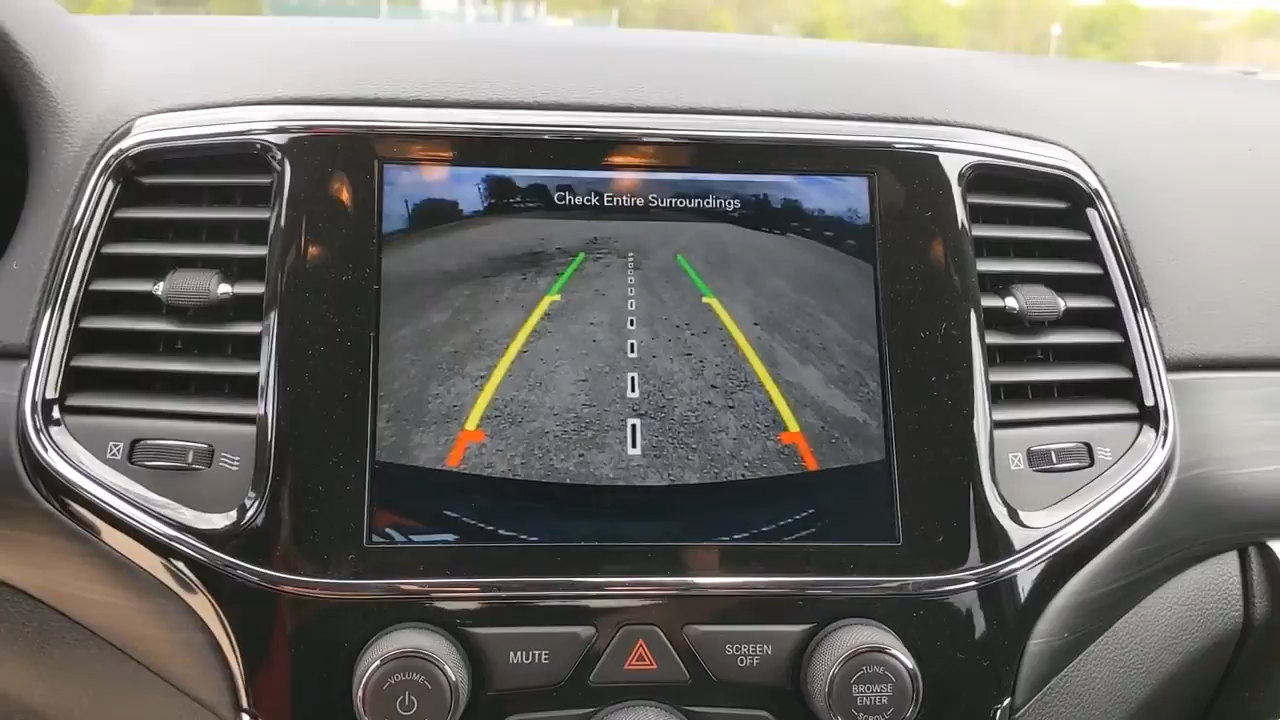 Check Entire Surroundings
MUTE
SCREEN
OFF
VOLUME
TUNE
BROWSE
ENTER
SCROLL